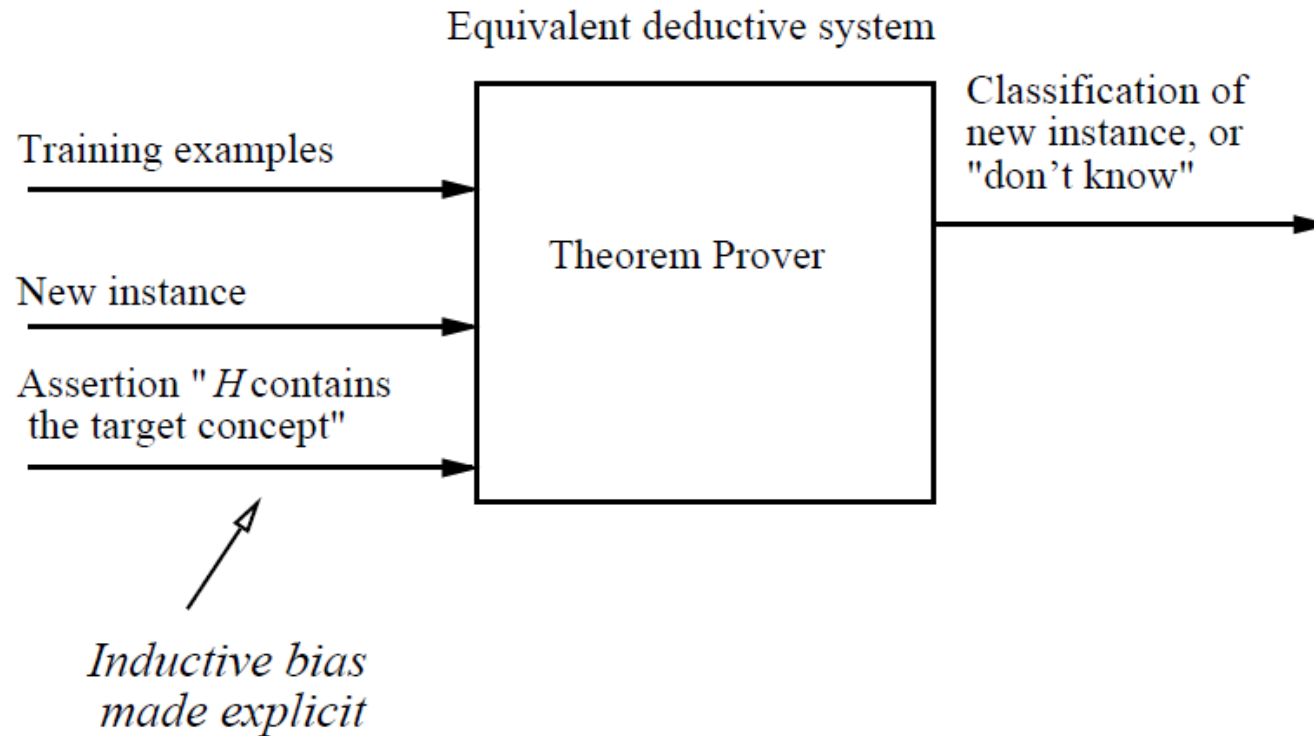 Equivalent deductive system
Training examples
New instance
Assertion " H contains
the target concept"
Theorem Prover
Classification of
new instance, or
"don’t know"
Inductive bias
made explicit